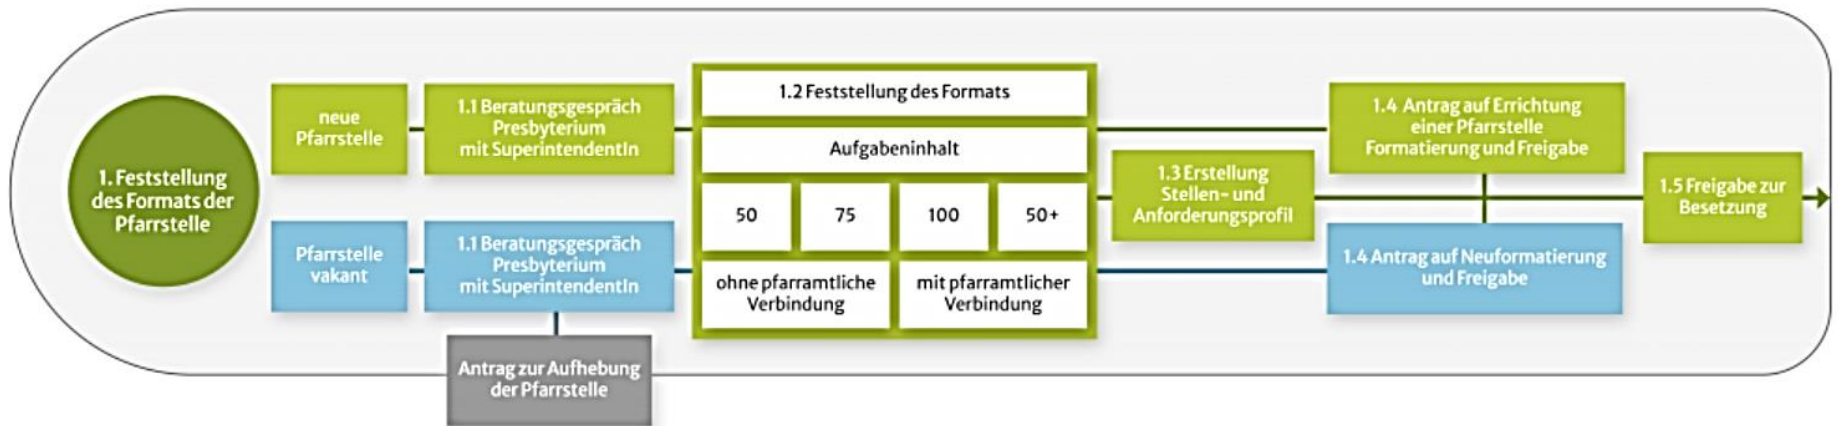 1. Feststellung
des Formats der
Pfarrstelle
neue
Pfarrstelle
1.1 Beratungsgespräch
Presbyterium
mit SuperintendentIn
Pfarrstelle
vakant
1.1 Beratungsgespräch
Presbyterium
mit SuperintendentIn
Antrag zur Aufhebung
der Pfarrstelle
1.2 Feststellung des Formats
Aufgabeninhalt
50 75 100 50+
ohne pfarramtliche
Verbindung
mit pfarramtlicher
Verbindung
1.3 Erstellung
Stellen- und
Anforderungsprofil
1.4 Antrag auf Errichtung
einer Pfarrstelle
Formatierung und Freigabe
1.4 Antrag auf Neuformatierung
und Freigabe
1.5 Freigabe zur
Besetzung